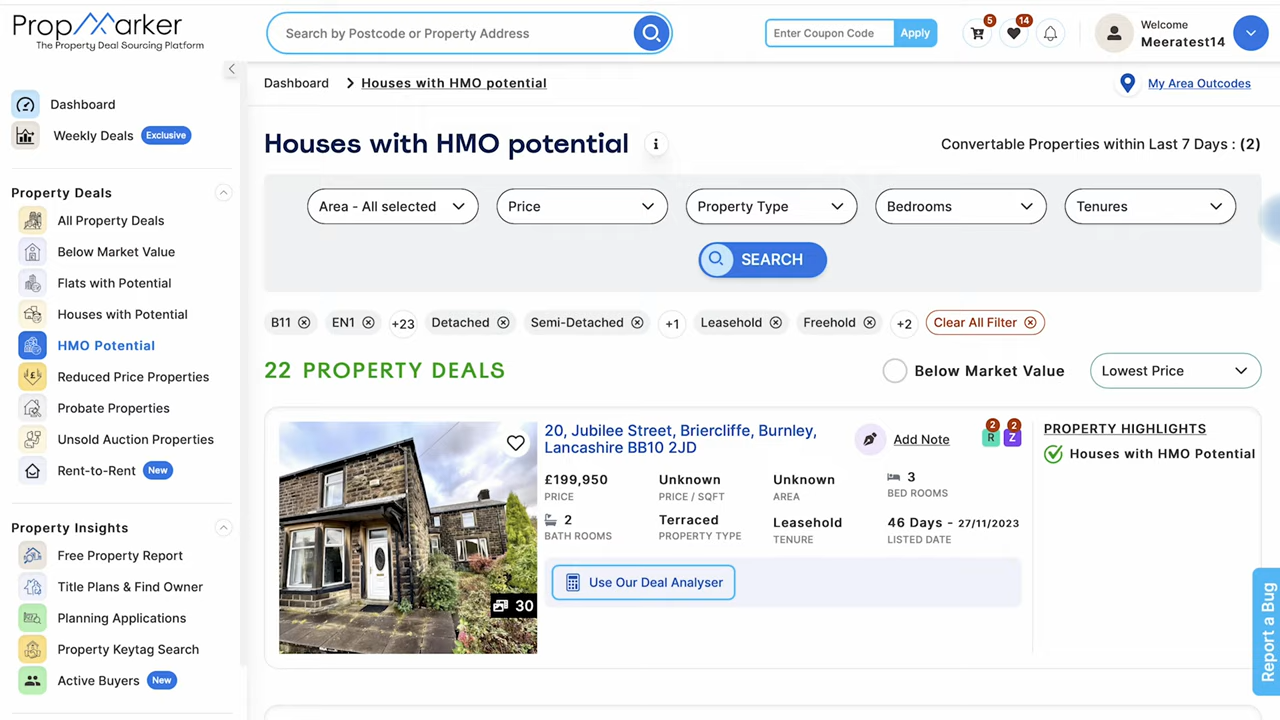 PropMarker
The Property Deal Sourcing Platform
Search by Postcode or Property Address
Enter Coupon Code
Apply
5
14
Welcome
Meeratest14
Dashboard
Weekly Deals Exclusive
Property Deals
All Property Deals
Below Market Value
Flats with Potential
Houses with Potential
HMO Potential
Reduced Price Properties
Probate Properties
Unsold Auction Properties
Rent-to-Rent New
Property Insights
Free Property Report
Title Plans & Find Owner
Planning Applications
Property Keytag Search
Active Buyers New
Dashboard > Houses with HMO potential
My Area Outcodes
Houses with HMO potential i
Convertable Properties within Last 7 Days : (2)
Area - All selected
Price
Property Type
Bedrooms
Tenures
SEARCH
B11 EN1 +23 Detached Semi-Detached +1 Leasehold Freehold +2 Clear All Filter
22 PROPERTY DEALS
Below Market Value
Lowest Price
30
20, Jubilee Street, Briercliffe, Burnley,
Lancashire BB10 2JD
Add Note
2 2
R Z
£199,950
PRICE
Unknown
PRICE / SQFT
Unknown
AREA
3
BED ROOMS
2
BATH ROOMS
Terraced
PROPERTY TYPE
Leasehold
TENURE
46 Days - 27/11/2023
LISTED DATE
Use Our Deal Analyser
PROPERTY HIGHLIGHTS
Houses with HMO Potential
Report a Bug